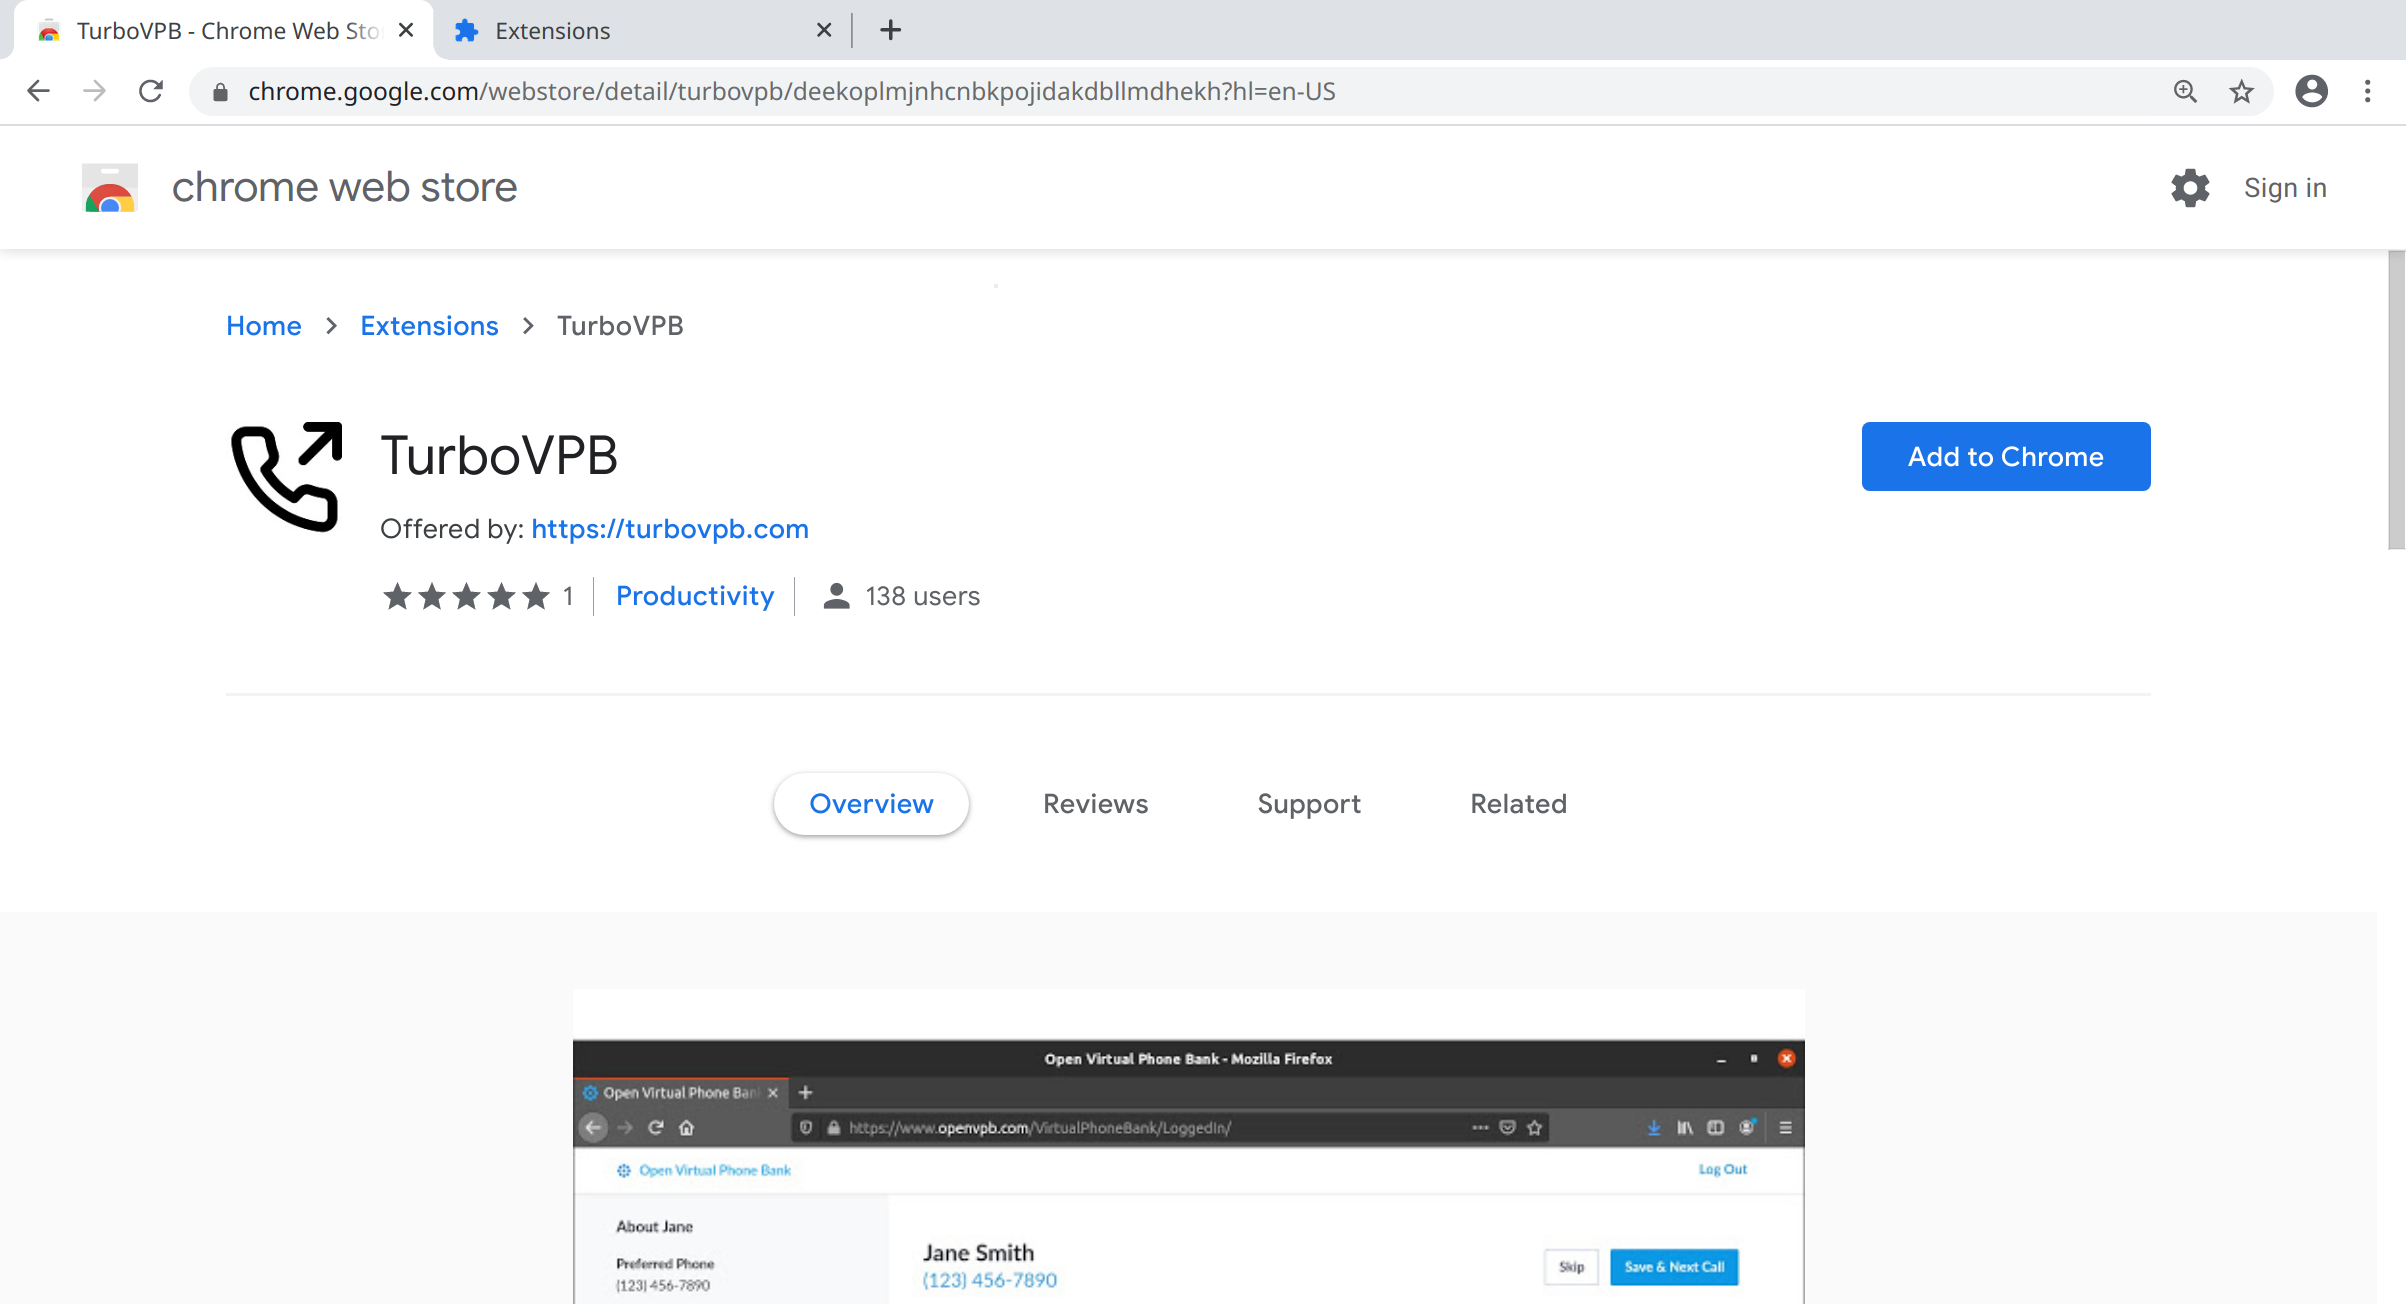 TurboVPB - Chrome Web Sto
Extensions
chrome.google.com/webstore/detail/turbovpb/deekoplmjnhcnbkpojidakdbllmdhekh?hl=en-US
chrome web store
Sign in
Home > Extensions > TurboVPB
TurboVPB
Add to Chrome
Offered by: https://turbovpb.com
1 Productivity 138 users
Overview Reviews Support Related
Open Virtual Phone Bank - Mozilla Firefox
Open Virtual Phone Ban
https://www.openvpb.com/VirtualPhoneBank/LoggedIn/
Open Virtual Phone Bank
Log Out
About Jane
Preferred Phone
(123) 456-7890
Jane Smith
(123) 456-7890
Skip
Save & Next Call